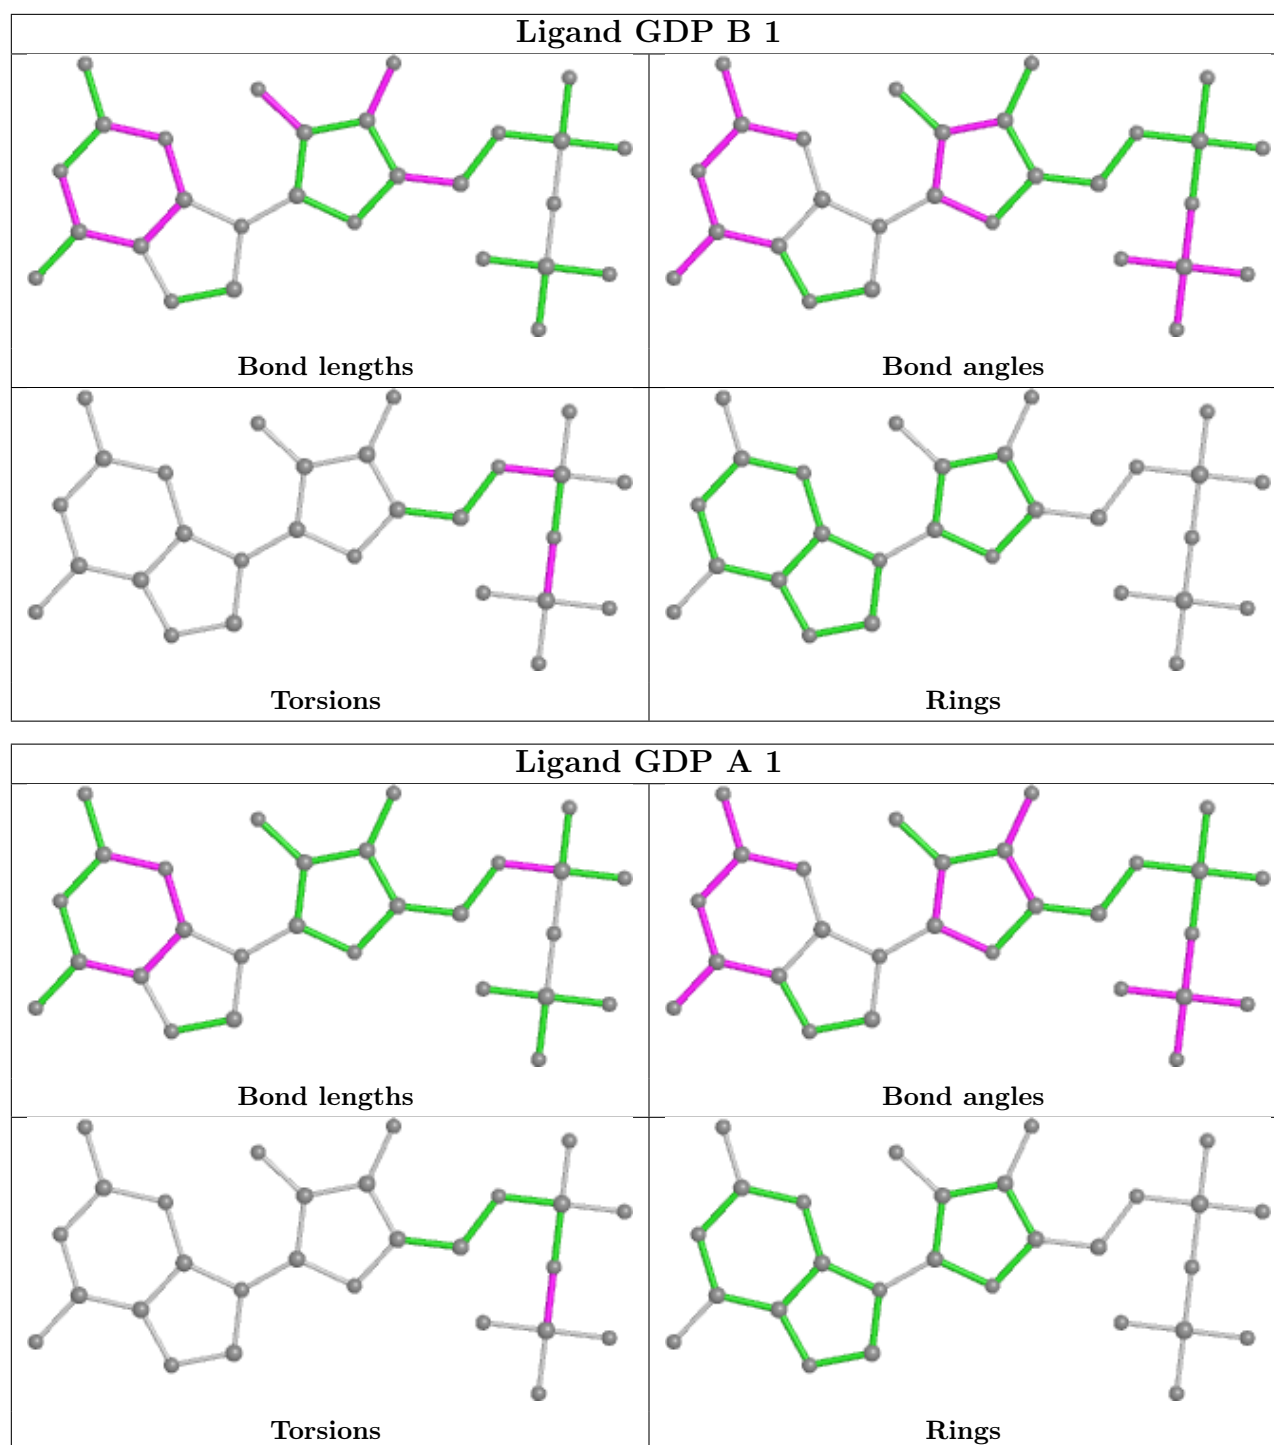 Ligand GDP B 1
Bond lengths
Bond angles
Torsions
Rings
Ligand GDP A 1
Bond lengths
Bond angles
Torsions
Rings